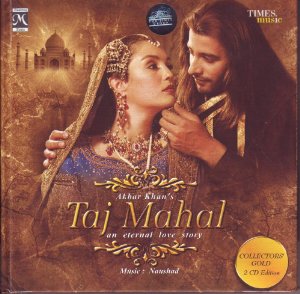 TIMES
music
Akbar Khan's
Taj Mahal
an eternal love story
Music : Naushad
COLLECTORS'
GOLD
2 CD Edition